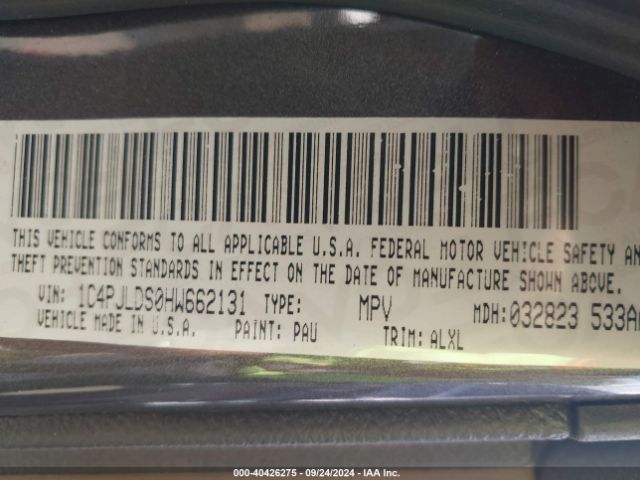 THIS VEHICLE CONFORMS TO ALL APPLICABLE U.S.A. FEDERAL MOTOR VEHICLE SAFETY AN
THEFT PREVENTION STANDARDS IN EFFECT ON THE DATE OF MANUFACTURE SHOWN ABOVE.
VIN: 1C4PJLDS0HW662131 TYPE: MPV MDH:032823 533A
VEHICLE MADE IN U.S.A. PAINT: PAU TRIM: ALXL
000-40426275 - 09/24/2024 - IAA Inc.